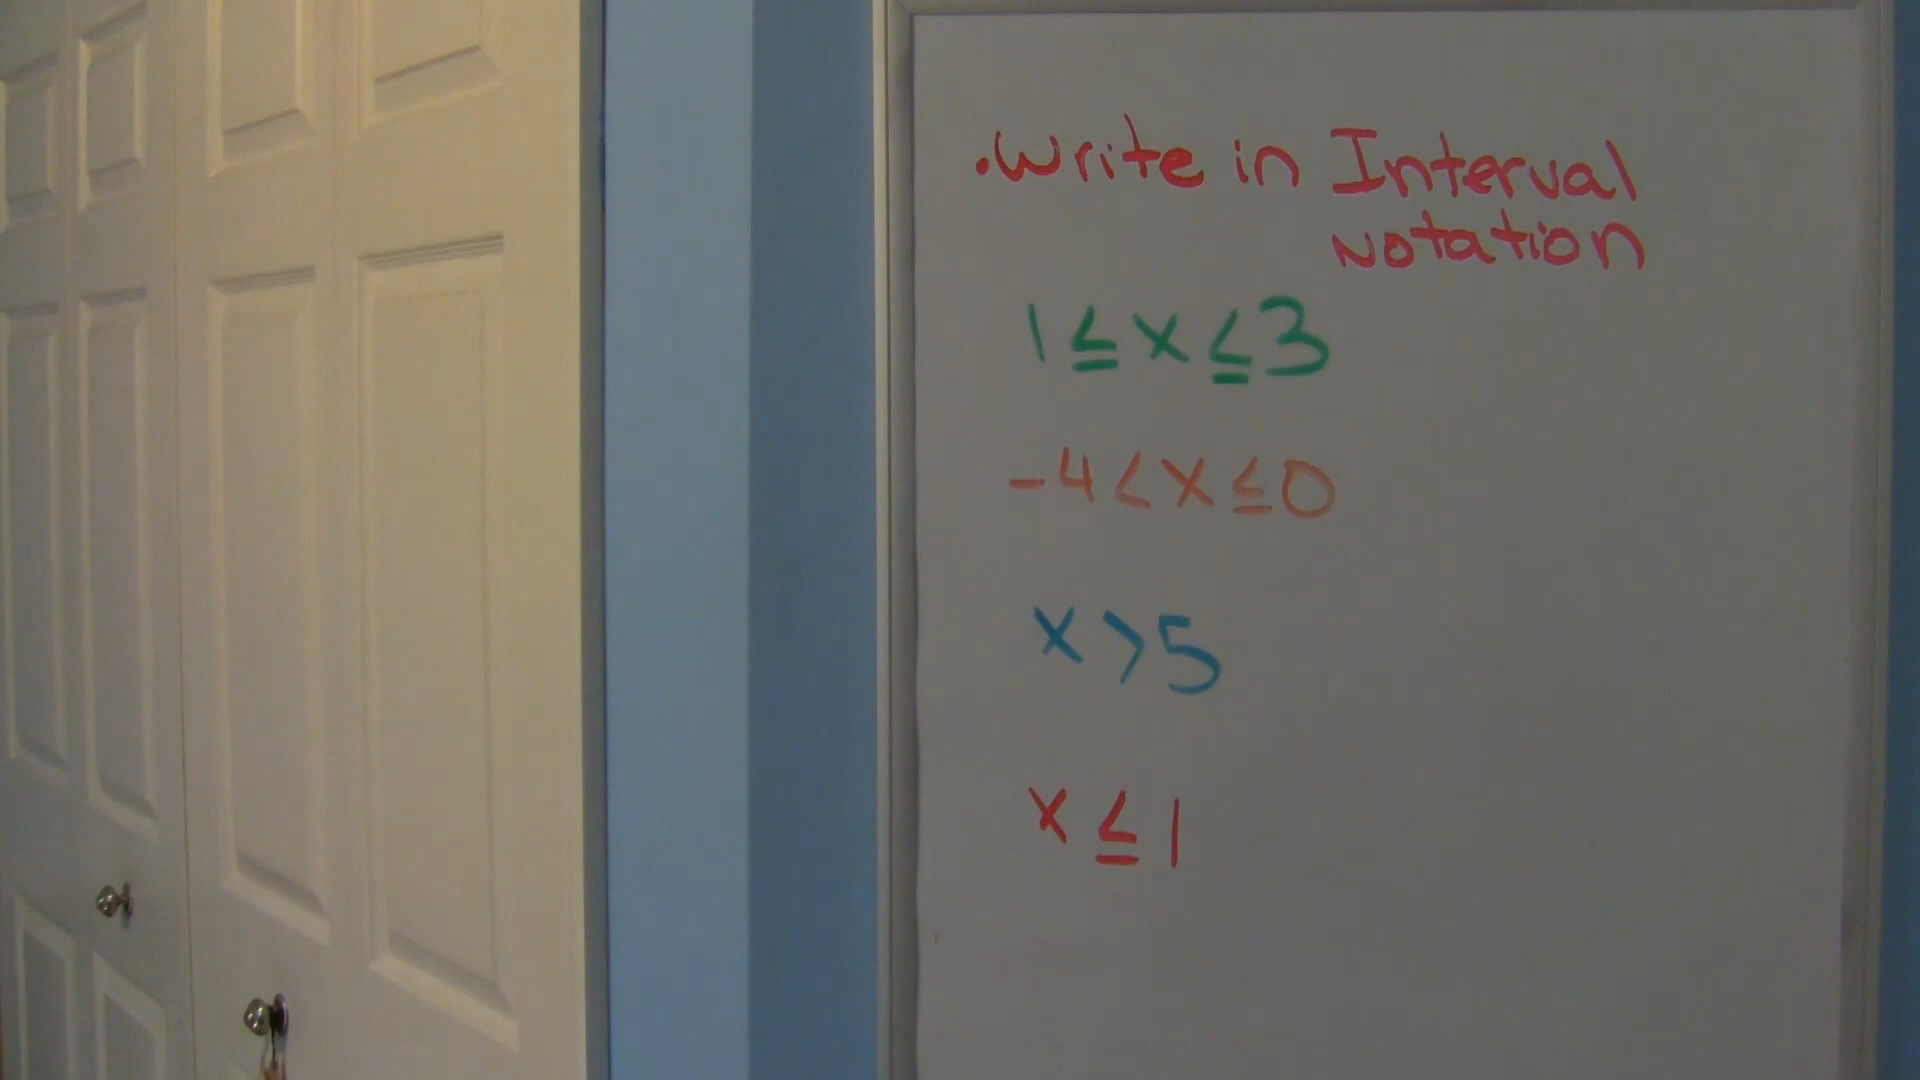 .Write in Interval
Notation
1 ≤ x ≤ 3
-4 < x ≤ 0
x > 5
x ≤ 1